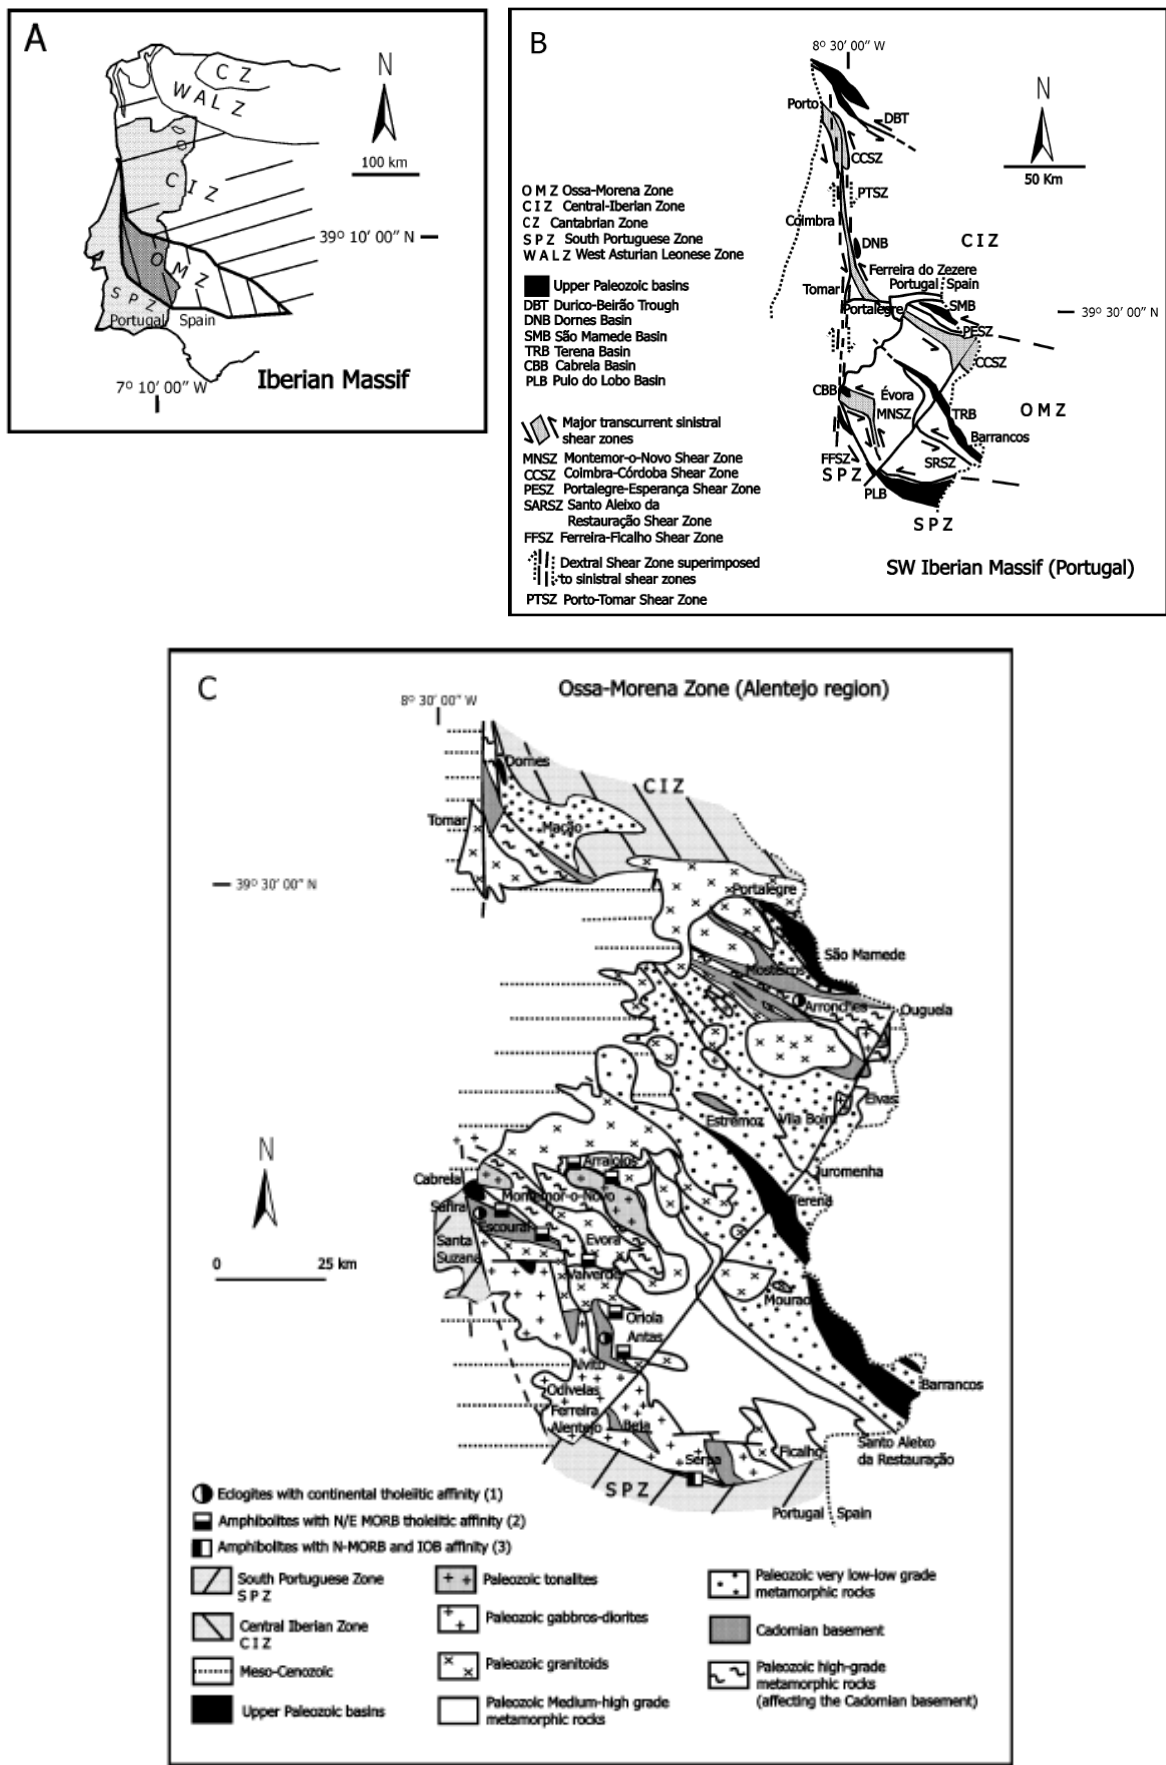 A
N
C Z
W A L Z
100 km
O
C I Z
39º 10' 00" N
O M Z
S P Z
Portugal Spain
7º 10' 00" W
Iberian Massif
B
8º 30' 00" W
N
Porto
DBT
50 Km
CCSZ
PTSZ
O M Z Ossa-Morena Zone
C I Z Central-Iberian Zone
C Z Cantabrian Zone
S P Z South Portuguese Zone
W A L Z West Asturian Leonese Zone
Coimbra
DNB
C I Z
Ferreira do Zezere
Portugal Spain
Tomar
Portalegre
SMB
39º 30' 00" N
PESZ
CCSZ
Upper Paleozoic basins
DBT Durico-Beirão Trough
DNB Dornes Basin
SMB São Mamede Basin
TRB Terena Basin
CBB Cabrela Basin
PLB Pulo do Lobo Basin
CBB
Évora
MNSZ
TRB
O M Z
Barrancos
FFSZ
SRSZ
S P Z
PLB
S P Z
Major transcurrent sinistral
shear zones
MNSZ Montemor-o-Novo Shear Zone
CCSZ Coimbra-Córdoba Shear Zone
PESZ Portalegre-Esperança Shear Zone
SARSZ Santo Aleixo da
Restauração Shear Zone
FFSZ Ferreira-Ficalho Shear Zone
Dextral Shear Zone superimposed
to sinistral shear zones
PTSZ Porto-Tomar Shear Zone
SW Iberian Massif (Portugal)
C
Ossa-Morena Zone (Alentejo region)
8º 30' 00" W
Dornes
C I Z
Tomar
Mação
39º 30' 00" N
Portalegre
São Mamede
Mosteiros
Arronches
Ouguela
Elvas
Estremoz
Vila Boim
N
Juromenha
Arraiolos
Cabrela
Montemor-o-Novo
Terena
Safira
Escoural
Santa
Suzana
Evora
0
25 km
Valverde
Mourao
Oriola
Antas
Alvito
Barrancos
Odivelas
Ferreira
Alentejo
Beja
Santo Aleixo
da Restauração
Ficalho
Serpa
S P Z
Portugal Spain
Eclogites with continental tholeiitic affinity (1)
Amphibolites with N/E MORB tholeiitic affinity (2)
Amphibolites with N-MORB and IOB affinity (3)
South Portuguese Zone
S P Z
Central Iberian Zone
C I Z
Meso-Cenozoic
Upper Paleozoic basins
Paleozoic tonalites
Paleozoic gabbros-diorites
Paleozoic granitoids
Paleozoic Medium-high grade
metamorphic rocks
Paleozoic very low-low grade
metamorphic rocks
Cadomian basement
Paleozoic high-grade
metamorphic rocks
(affecting the Cadomian basement)